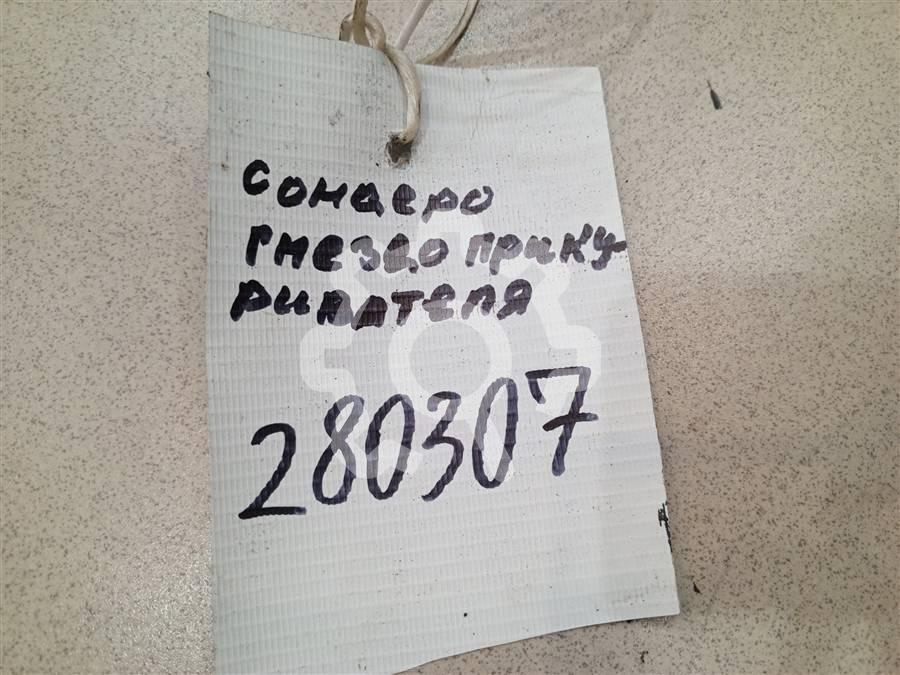 Сондеро
гнездо прику
ривателя
280307